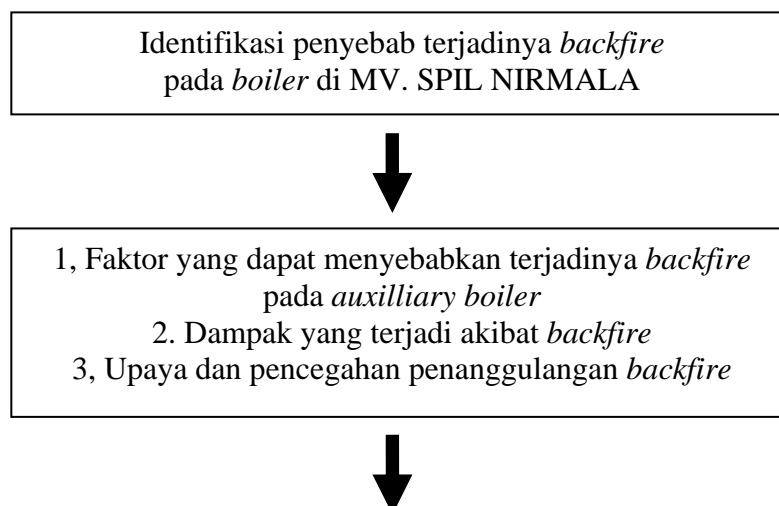 Identifikasi penyebab terjadinya backfire
pada boiler di MV. SPIL NIRMALA
1, Faktor yang dapat menyebabkan terjadinya backfire
pada auxilliary boiler
2. Dampak yang terjadi akibat backfire
3, Upaya dan pencegahan penanggulangan backfire